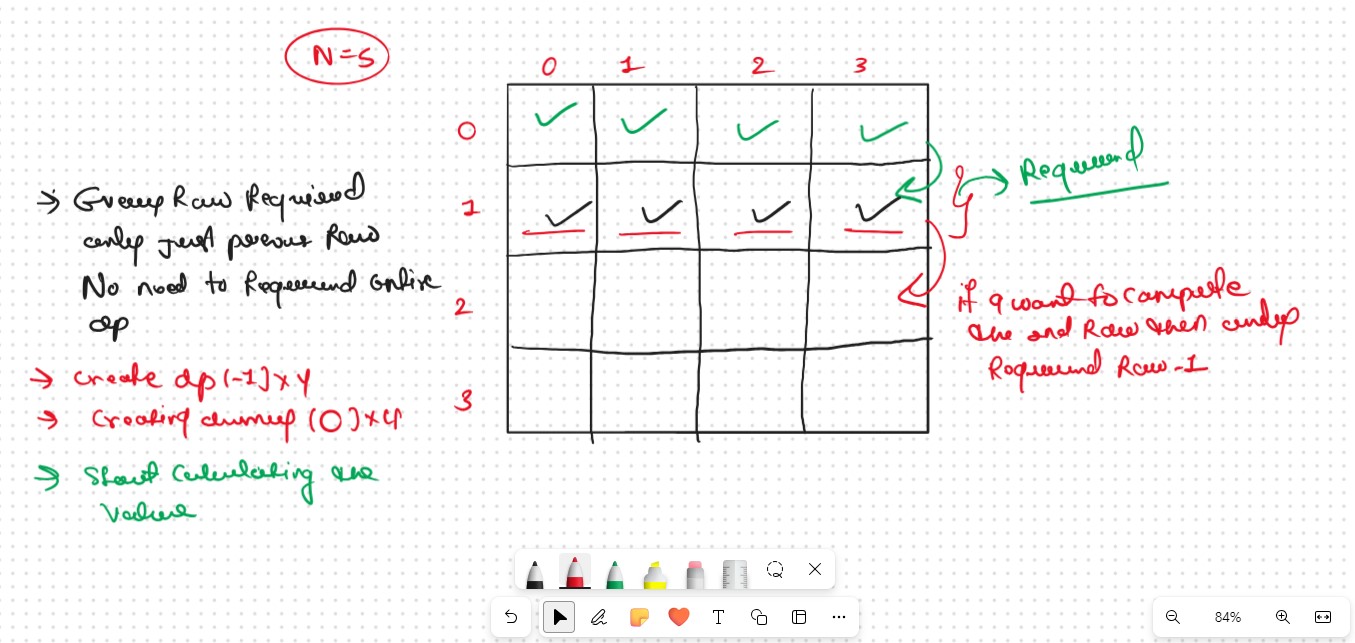 N=5
0 1 2 3
0
1
2
3
→ Every Row Required
only just previous Row
No need to Required entire
dp
→ Create dp[-1]×4
→ Creating dummy [0]×4
→ Start Calculating the
Value
→ Required
if I want to compute
the 2nd Row then only
Required Row-1
T
84%